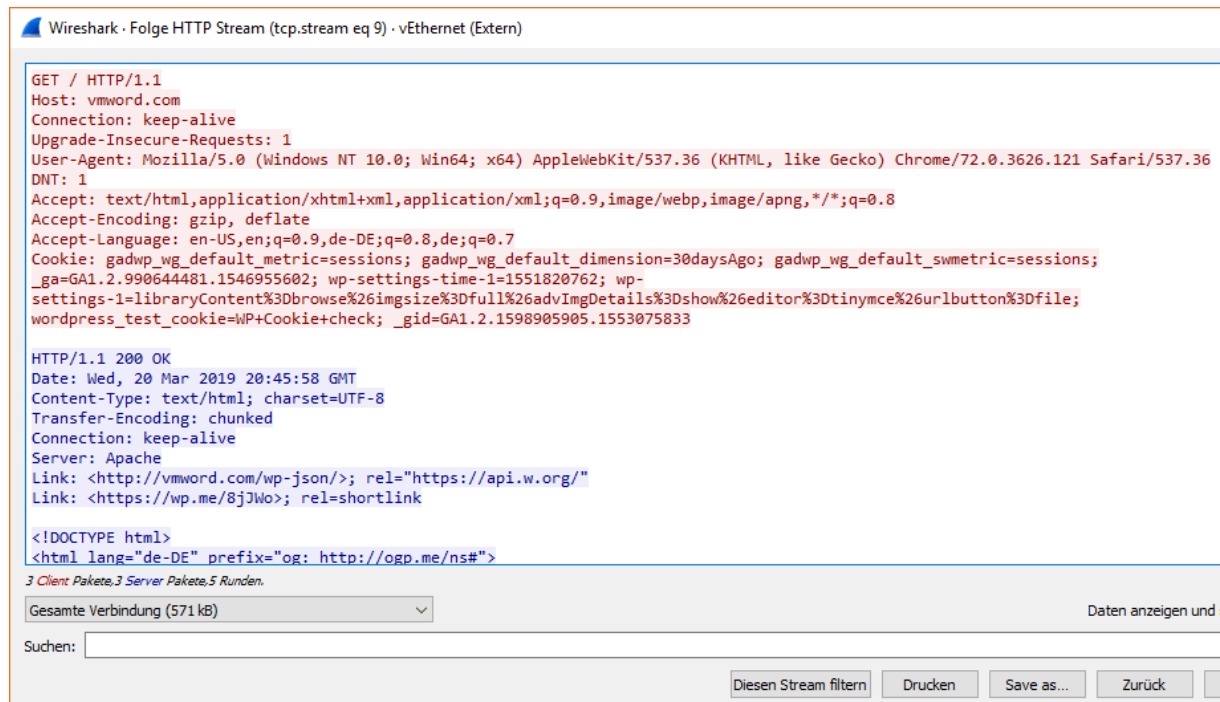 Wireshark · Folge HTTP Stream (tcp.stream eq 9) · vEthernet (Extern)
GET / HTTP/1.1
Host: vmword.com
Connection: keep-alive
Upgrade-Insecure-Requests: 1
User-Agent: Mozilla/5.0 (Windows NT 10.0; Win64; x64) AppleWebKit/537.36 (KHTML, like Gecko) Chrome/72.0.3626.121 Safari/537.36
DNT: 1
Accept: text/html,application/xhtml+xml,application/xml;q=0.9,image/webp,image/apng,*/*;q=0.8
Accept-Encoding: gzip, deflate
Accept-Language: en-US,en;q=0.9,de-DE;q=0.8,de;q=0.7
Cookie: gadwp_wg_default_metric=sessions; gadwp_wg_default_dimension=30daysAgo; gadwp_wg_default_swmetric=sessions;
_ga=GA1.2.990644481.1546955602; wp-settings-time-1=1551820762; wp-
settings-1=libraryContent%3Dbrowse%26imgsize%3Dfull%26advImgDetails%3Dshow%26editor%3Dtinymce%26urlbutton%3Dfile;
wordpress_test_cookie=WP+Cookie+check; _gid=GA1.2.1598905905.1553075833
HTTP/1.1 200 OK
Date: Wed, 20 Mar 2019 20:45:58 GMT
Content-Type: text/html; charset=UTF-8
Transfer-Encoding: chunked
Connection: keep-alive
Server: Apache
Link: <http://vmword.com/wp-json/>; rel="https://api.w.org/"
Link: <https://wp.me/8jJWo>; rel=shortlink
<!DOCTYPE html>
<html lang="de-DE" prefix="og: http://ogp.me/ns#">
3 Client Pakete,3 Server Pakete,5 Runden.
Gesamte Verbindung (571 kB)
Daten anzeigen und
Suchen:
Diesen Stream filtern
Drucken
Save as...
Zurück